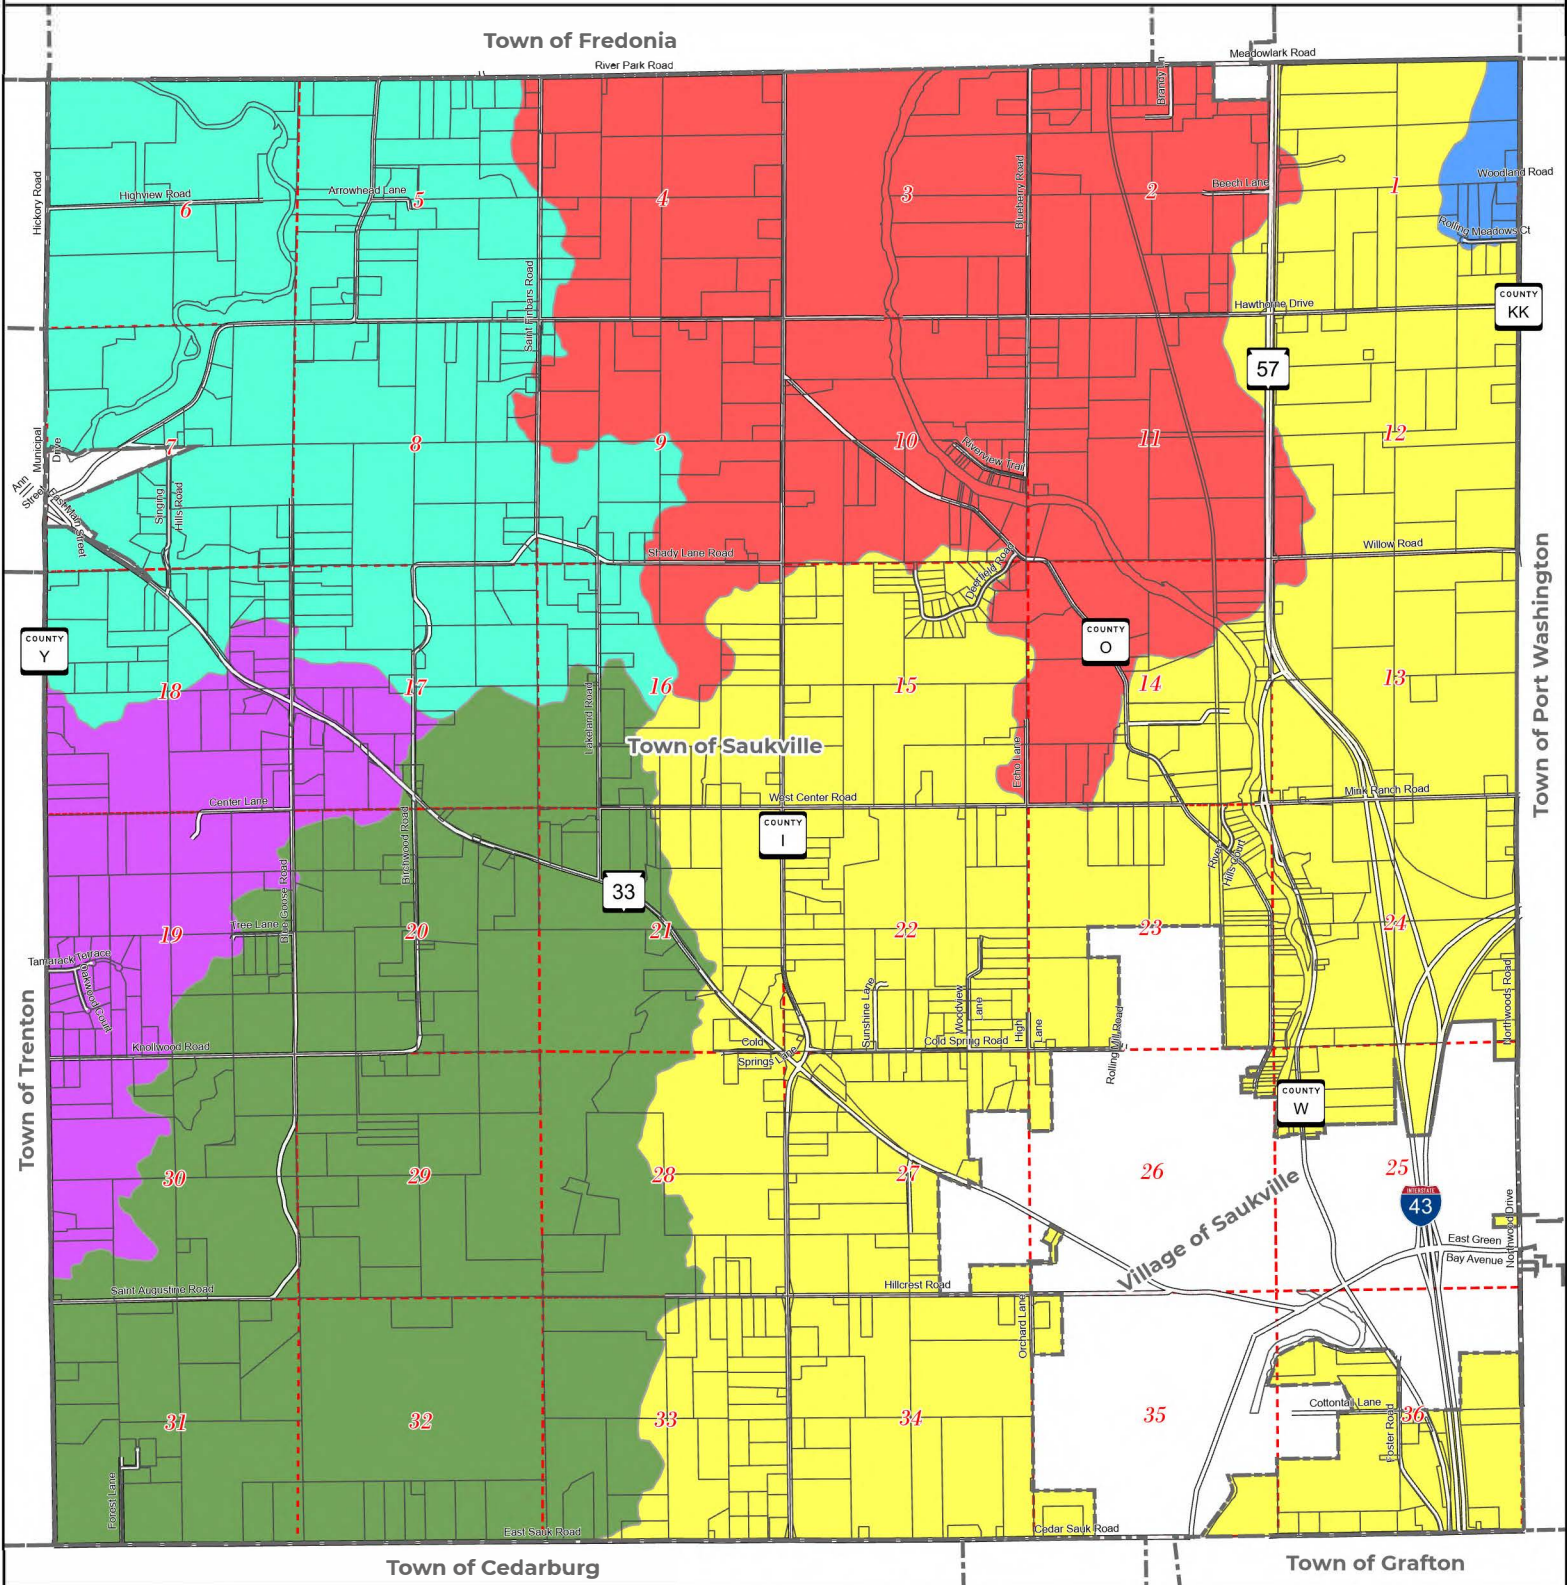 Town of Fredonia
River Park Road
Meadowlark Road
Brandy Ln
Hickory Road
Highview Road
6
Arrowhead Lane
5
4
3
Blueberry Road
2
Beech Lane
1
Woodland Road
Rolling Meadows Ct
Saint Finbars Road
Hawthorne Drive
COUNTY
KK
57
Municipal
Drive
7
8
9
10
Riverview Trail
11
12
Ann
Street
East Main Street
Singing
Hills Road
Shady Lane Road
Deerfield Road
Willow Road
Town of Port Washington
COUNTY
Y
COUNTY
O
18
17
16
15
14
13
Lakeland Road
Town of Saukville
Echo Lane
Center Lane
West Center Road
Mink Ranch Road
Birchwood Road
Blue Goose Road
COUNTY
I
River
Hills Court
33
19
Tree Lane
20
21
22
23
24
Tamarack Terrace
Oakwood Court
Sunshine Lane
Woodview
Lane
High
Lane
Rolling Mill Road
Northwoods Road
Knollwood Road
Cold
Springs Lane
Cold Spring Road
Town of Trenton
COUNTY
W
30
29
28
27
26
25
Village of Saukville
INTERSTATE
43
Northwood Drive
East Green
Bay Avenue
Saint Augustine Road
Hillcrest Road
Orchard Lane
31
32
33
34
35
Cottontail Lane
36
Foster Road
Forest Lane
East Sauk Road
Cedar Sauk Road
Town of Cedarburg
Town of Grafton